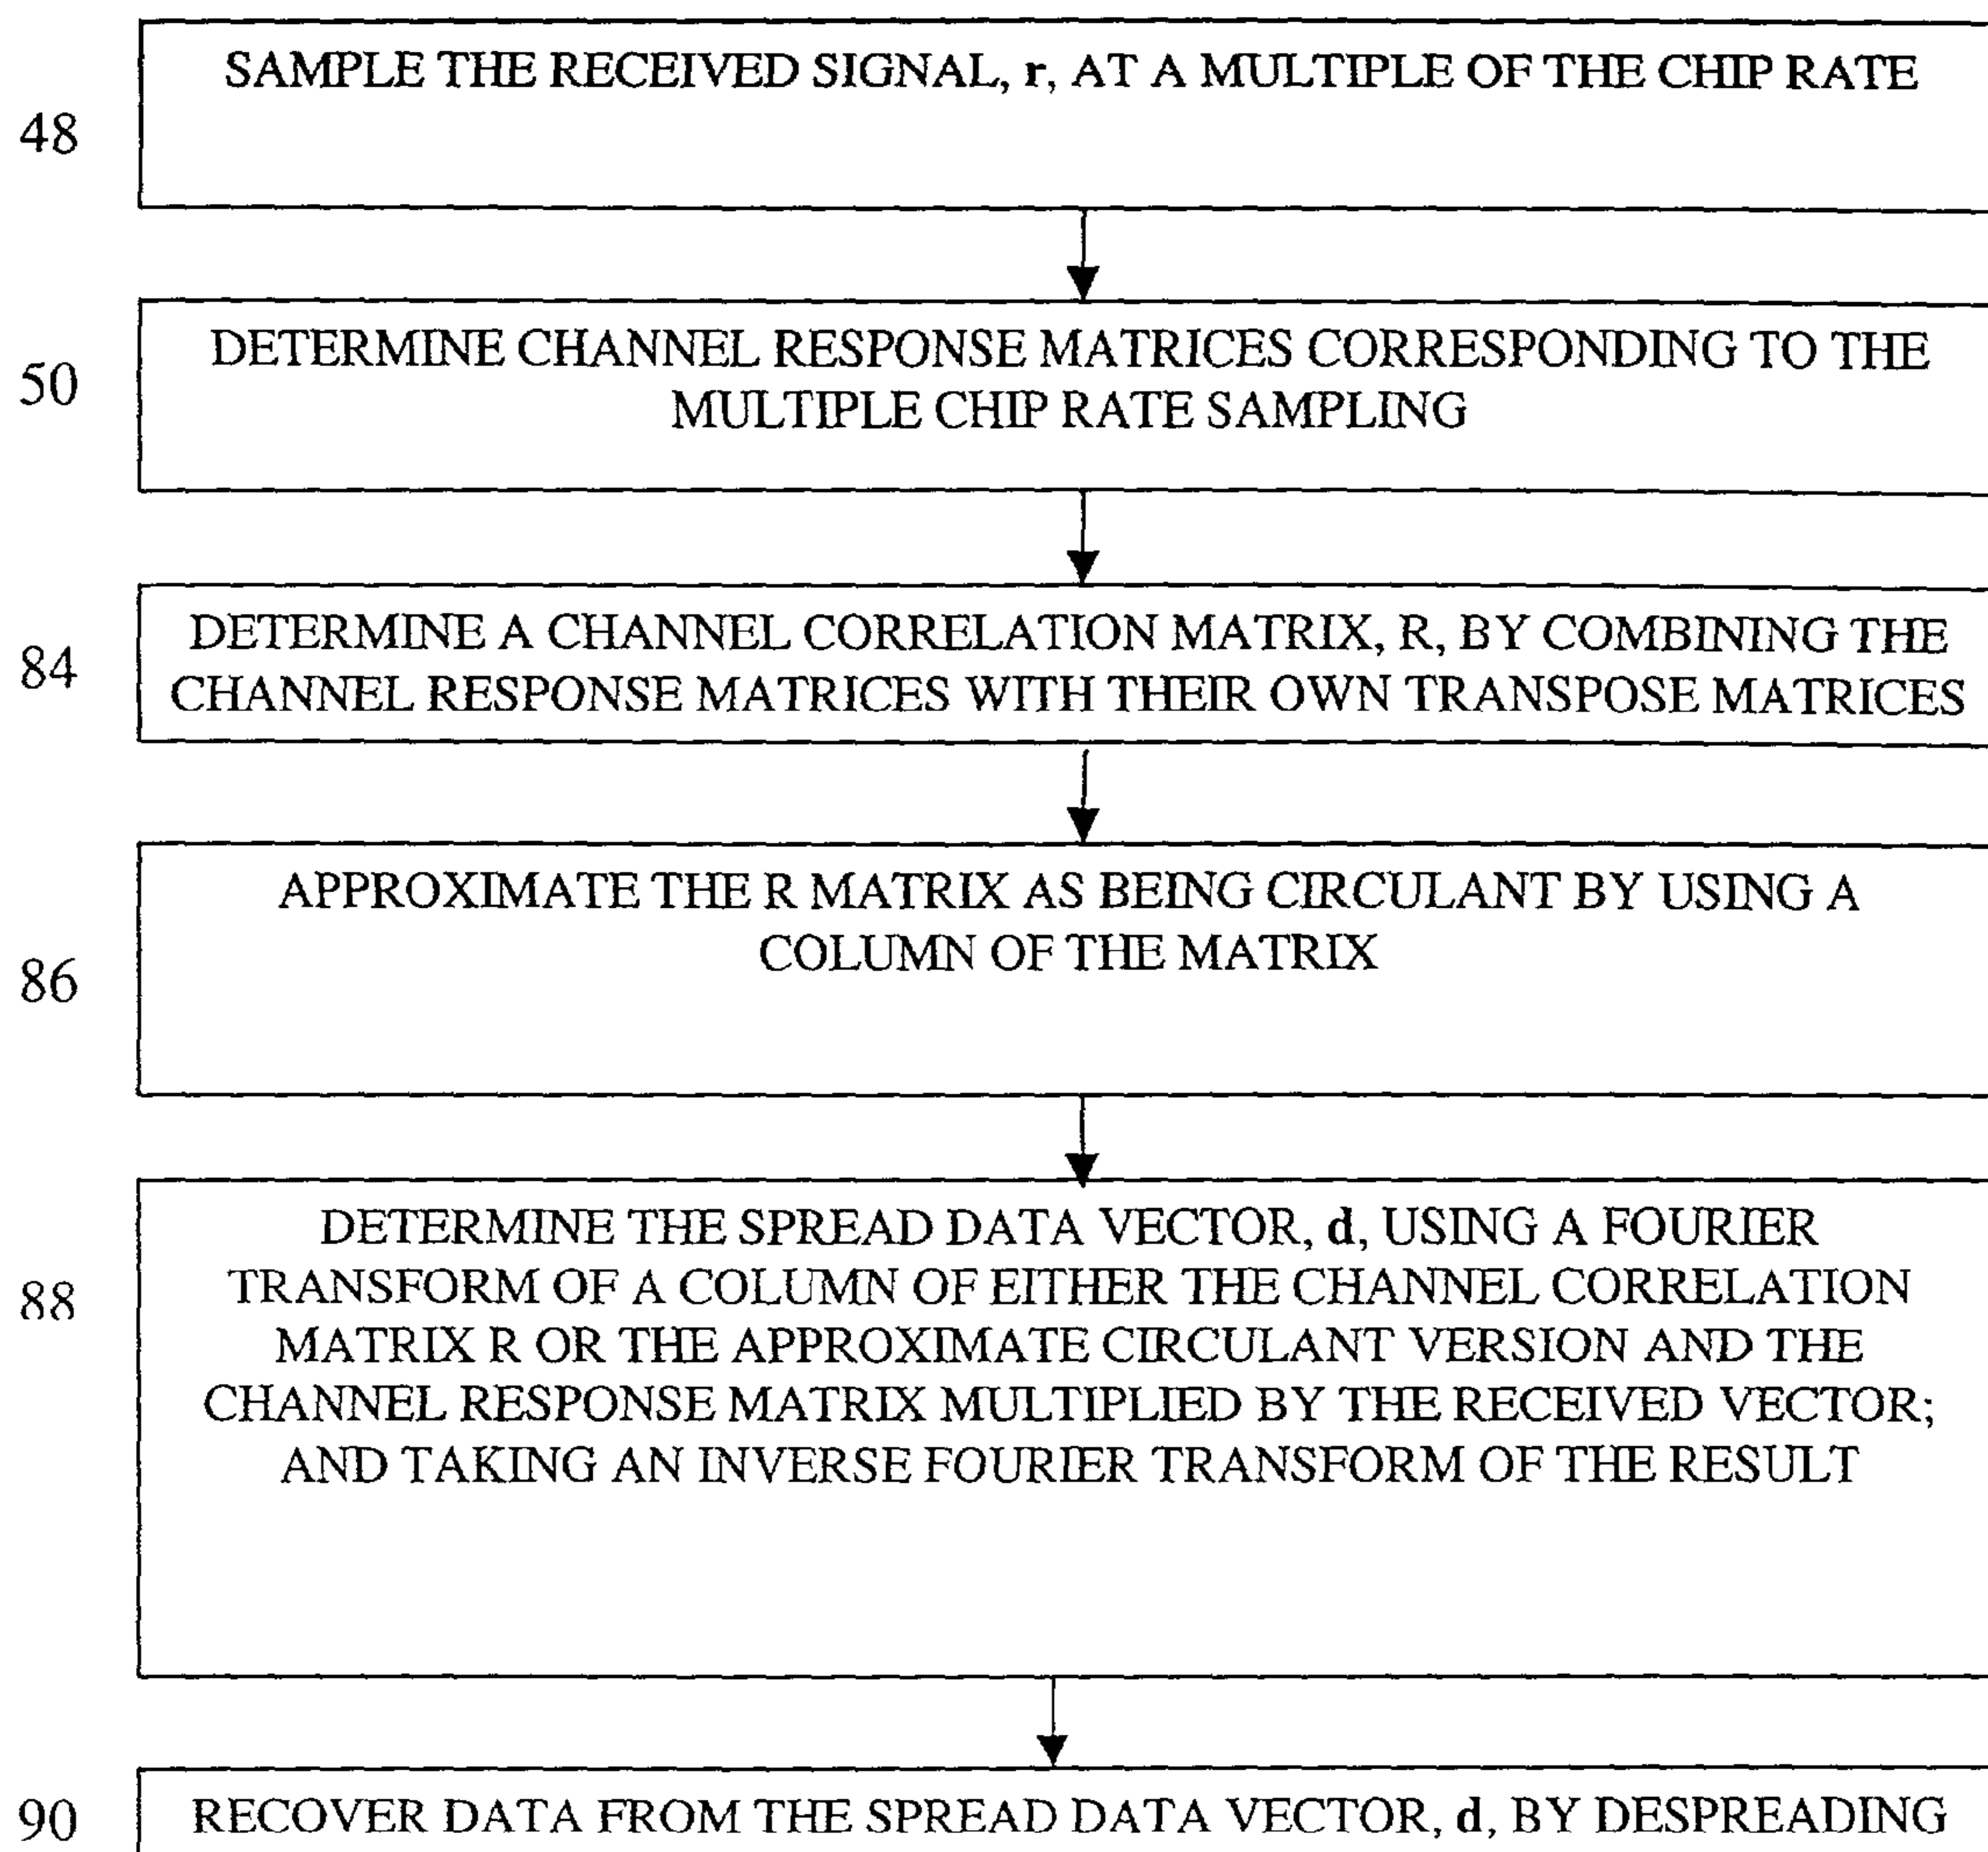 SAMPLE THE RECEIVED SIGNAL, r, AT A MULTIPLE OF THE CHIP RATE
48
DETERMINE CHANNEL RESPONSE MATRICES CORRESPONDING TO THE
50
MULTIPLE CHIP RATE SAMPLING
DETERMINE A CHANNEL CORRELATION MATRIX, R, BY COMBINING THE
84
CHANNEL RESPONSE MATRICES WITH THEIR OWN TRANSPOSE MATRICES
APPROXIMATE THE R MATRIX AS BEING CIRCULANT BY USING A
COLUMN OF THE MATRIX
86
DETERMINE THE SPREAD DATA VECTOR, d, USING A FOURIER
TRANSFORM OF A COLUMN OF EITHER THE CHANNEL CORRELATION
88
MATRIX R OR THE APPROXIMATE CIRCULANT VERSION AND THE
CHANNEL RESPONSE MATRIX MULTIPLIED BY THE RECEIVED VECTOR;
AND TAKING AN INVERSE FOURIER TRANSFORM OF THE RESULT
90
RECOVER DATA FROM THE SPREAD DATA VECTOR, d, BY DESPREADING